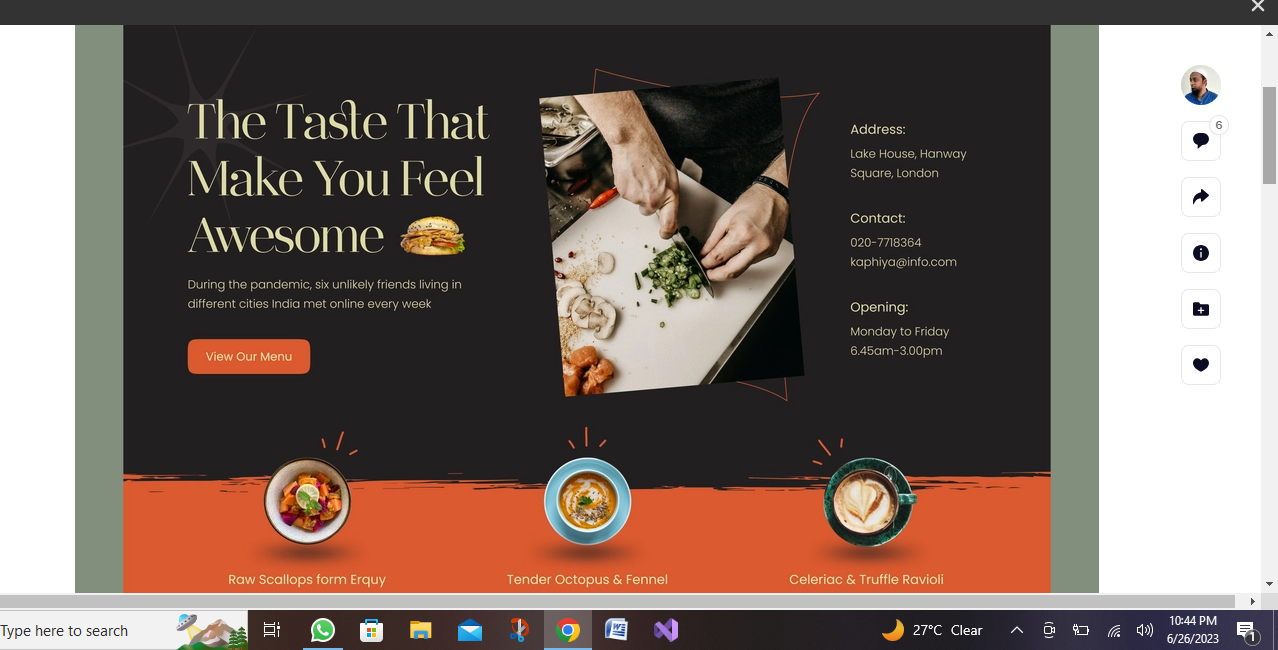 6
The Taste That
Make You Feel
Awesome
During the pandemic, six unlikely friends living in
different cities India met online every week
View Our Menu
Address:
Lake House, Hanway
Square, London
Contact:
020-7718364
kaphiya@info.com
Opening:
Monday to Friday
6.45am-3.00pm
Raw Scallops form Erquy
Tender Octopus & Fennel
Celeriac & Truffle Ravioli
Type here to search
27°C Clear
10:44 PM
6/26/2023
1